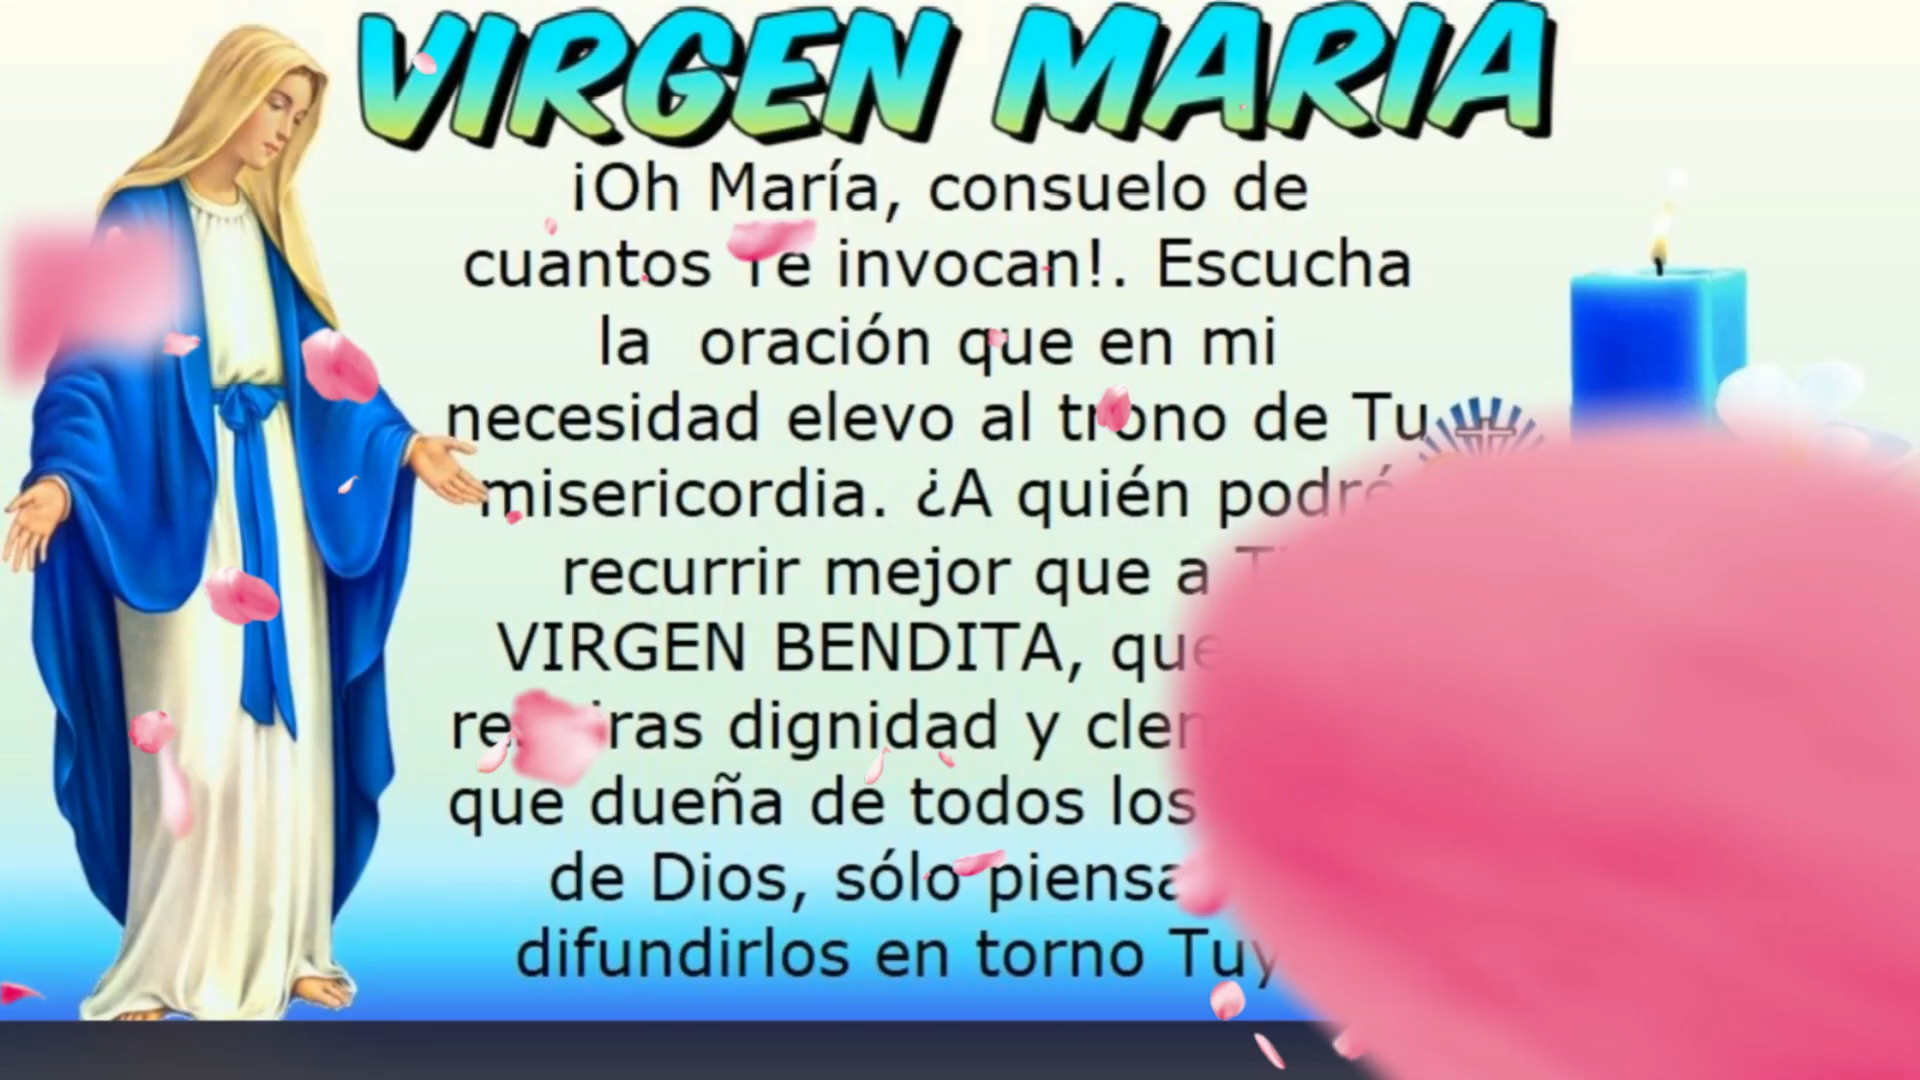 VIRGEN MARIA
¡Oh María, consuelo de
cuantos Te invocan!. Escucha
la oración que en mi
necesidad elevo al trono de Tu
misericordia. ¿A quién podré
recurrir mejor que a
VIRGEN BENDITA, que
dignidad y
que dueña de todos los
de Dios, sólo
difundirlos en torno